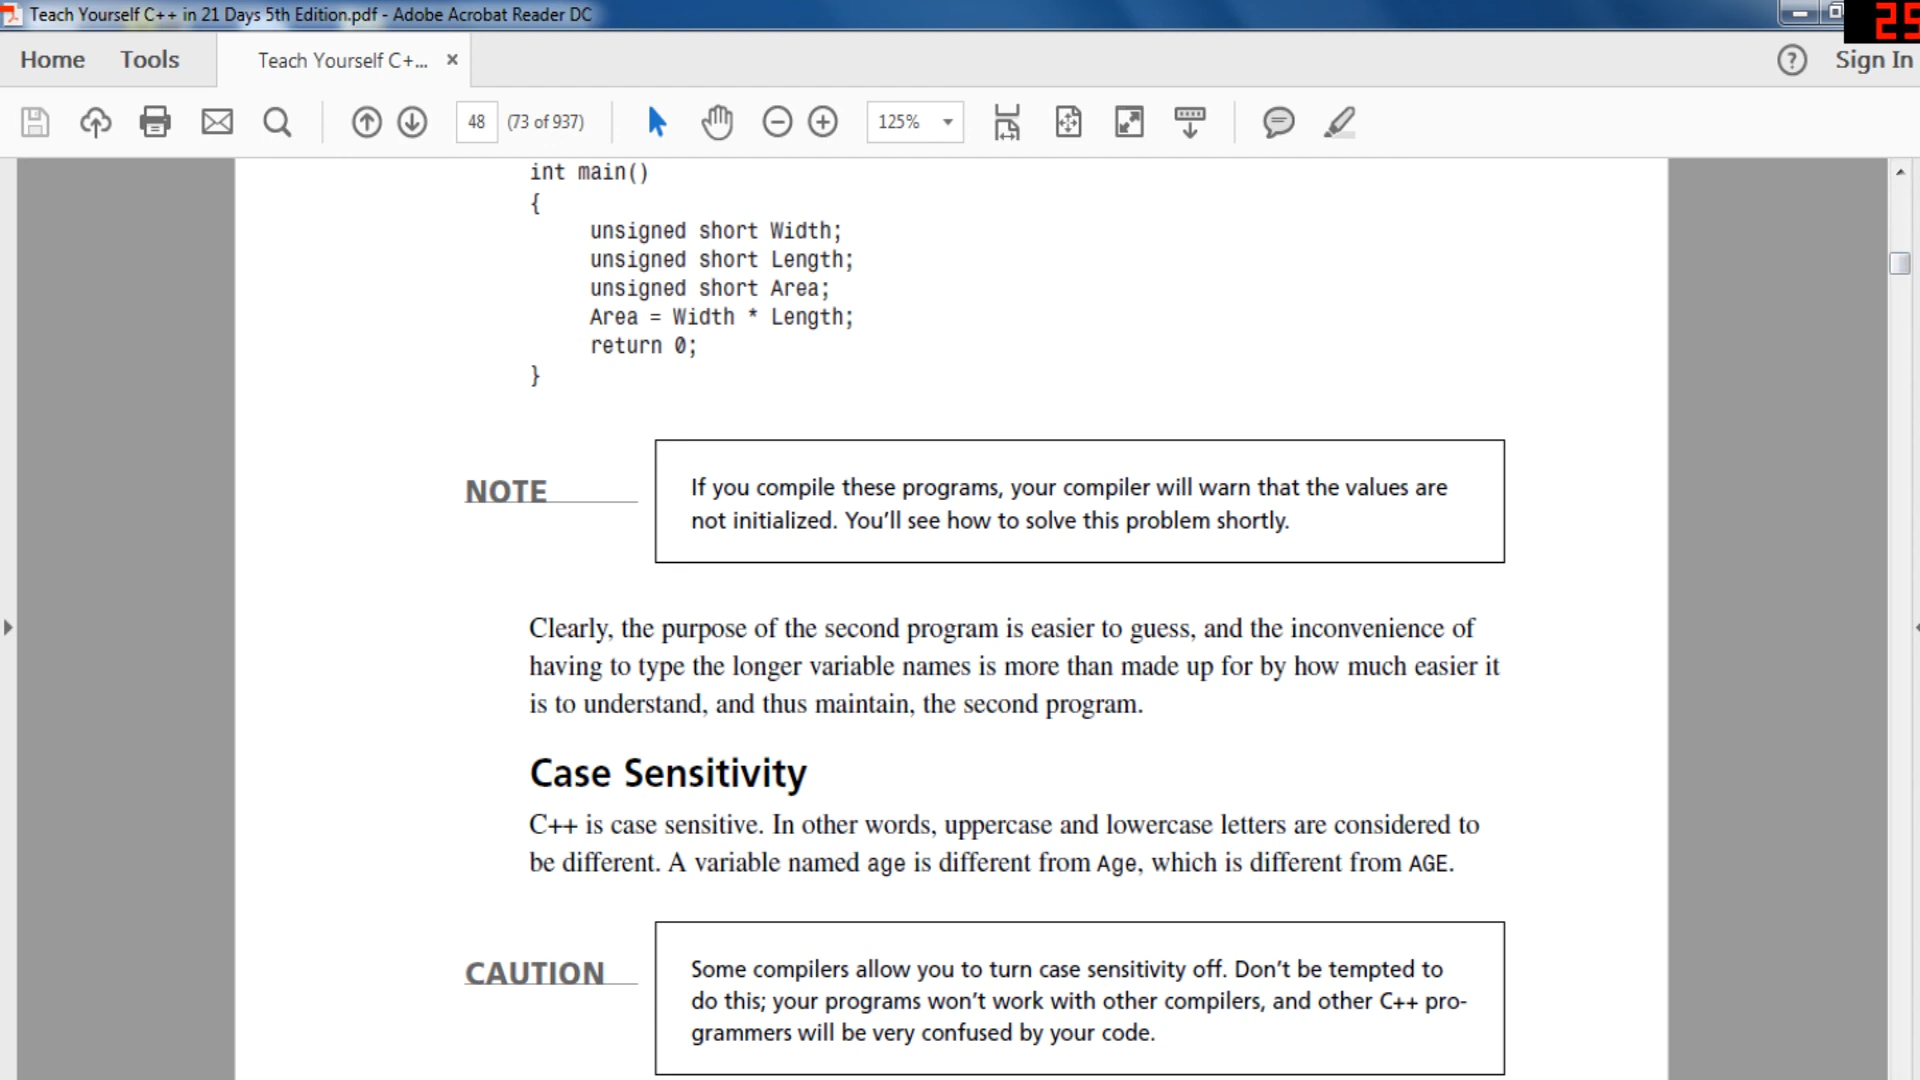 Teach Yourself C++ in 21 Days 5th Edition.pdf - Adobe Acrobat Reader DC
25
Home Tools Teach Yourself C+... × ? Sign In
48 (73 of 937) 125%
int main()
{
unsigned short Width;
unsigned short Length;
unsigned short Area;
Area = Width * Length;
return 0;
}
NOTE
If you compile these programs, your compiler will warn that the values are
not initialized. You’ll see how to solve this problem shortly.
Clearly, the purpose of the second program is easier to guess, and the inconvenience of
having to type the longer variable names is more than made up for by how much easier it
is to understand, and thus maintain, the second program.
Case Sensitivity
C++ is case sensitive. In other words, uppercase and lowercase letters are considered to
be different. A variable named age is different from Age, which is different from AGE.
CAUTION
Some compilers allow you to turn case sensitivity off. Don’t be tempted to
do this; your programs won’t work with other compilers, and other C++ pro-
grammers will be very confused by your code.